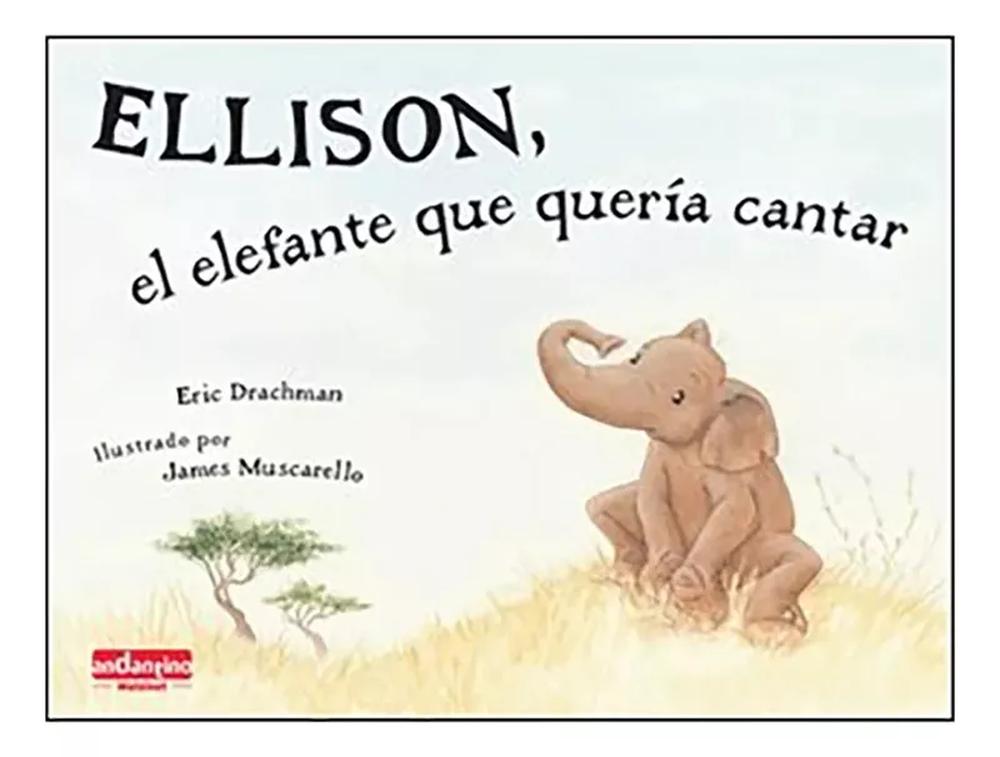 ELLISON,
el elefante que quería cantar
Eric Drachman
Ilustrado por
James Muscarello
andantino